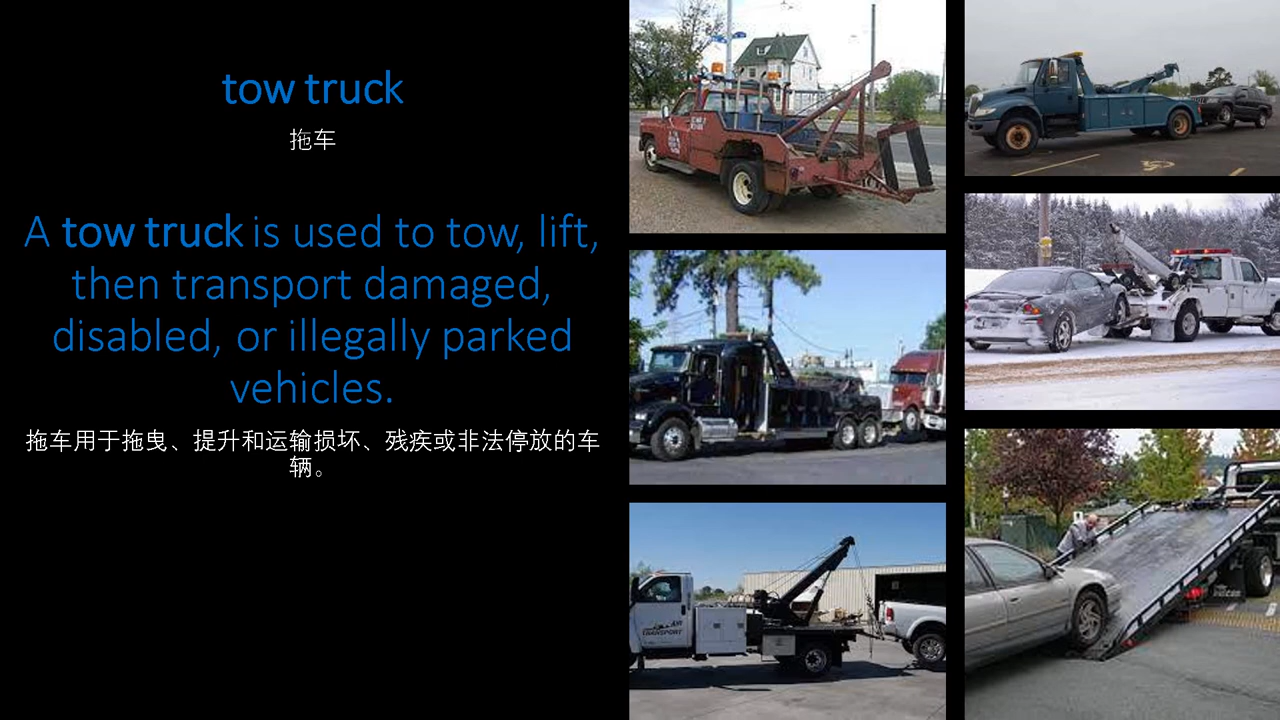 tow truck
拖车
A tow truck is used to tow, lift,
then transport damaged,
disabled, or illegally parked
vehicles.
拖车用于拖曳、提升和运输损坏、残疾或非法停放的车
辆。
AIR
TRANSPORT